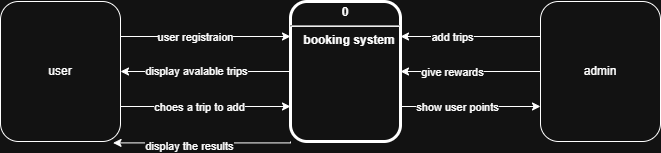 0
user registraion
booking system
add trips
user
display avalable trips
give rewards
admin
choes a trip to add
show user points
display the results